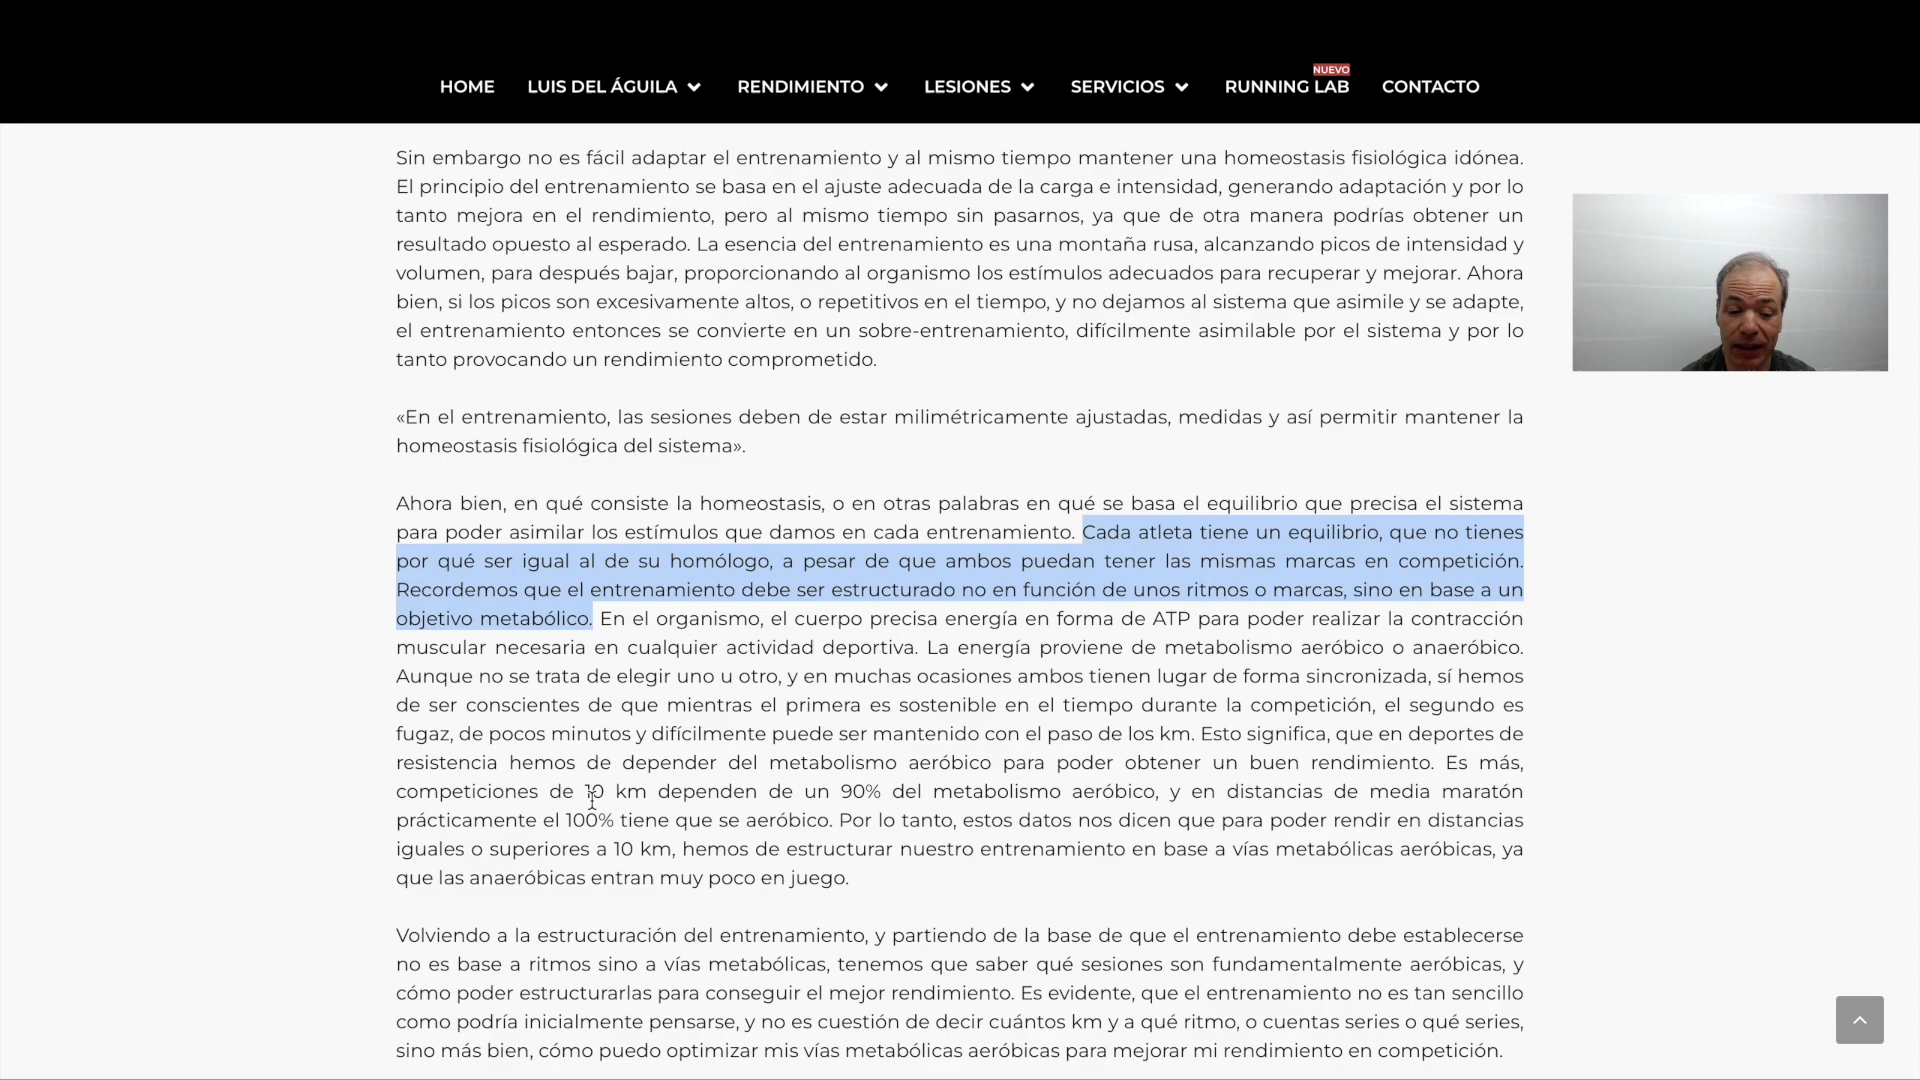 NUEVO
HOME LUIS DEL ÁGUILA RENDIMIENTO LESIONES SERVICIOS RUNNING LAB CONTACTO
Sin embargo no es fácil adaptar el entrenamiento y al mismo tiempo mantener una homeostasis fisiológica idónea.
El principio del entrenamiento se basa en el ajuste adecuada de la carga e intensidad, generando adaptación y por lo
tanto mejora en el rendimiento, pero al mismo tiempo sin pasarnos, ya que de otra manera podrías obtener un
resultado opuesto al esperado. La esencia del entrenamiento es una montaña rusa, alcanzando picos de intensidad y
volumen, para después bajar, proporcionando al organismo los estímulos adecuados para recuperar y mejorar. Ahora
bien, si los picos son excesivamente altos, o repetitivos en el tiempo, y no dejamos al sistema que asimile y se adapte,
el entrenamiento entonces se convierte en un sobre-entrenamiento, difícilmente asimilable por el sistema y por lo
tanto provocando un rendimiento comprometido.
«En el entrenamiento, las sesiones deben de estar milimétricamente ajustadas, medidas y así permitir mantener la
homeostasis fisiológica del sistema».
Ahora bien, en qué consiste la homeostasis, o en otras palabras en qué se basa el equilibrio que precisa el sistema
para poder asimilar los estímulos que damos en cada entrenamiento. Cada atleta tiene un equilibrio, que no tienes
por qué ser igual al de su homólogo, a pesar de que ambos puedan tener las mismas marcas en competición.
Recordemos que el entrenamiento debe ser estructurado no en función de unos ritmos o marcas, sino en base a un
objetivo metabólico. En el organismo, el cuerpo precisa energía en forma de ATP para poder realizar la contracción
muscular necesaria en cualquier actividad deportiva. La energía proviene de metabolismo aeróbico o anaeróbico.
Aunque no se trata de elegir uno u otro, y en muchas ocasiones ambos tienen lugar de forma sincronizada, sí hemos
de ser conscientes de que mientras el primera es sostenible en el tiempo durante la competición, el segundo es
fugaz, de pocos minutos y difícilmente puede ser mantenido con el paso de los km. Esto significa, que en deportes de
resistencia hemos de depender del metabolismo aeróbico para poder obtener un buen rendimiento. Es más,
competiciones de 10 km dependen de un 90% del metabolismo aeróbico, y en distancias de media maratón
prácticamente el 100% tiene que se aeróbico. Por lo tanto, estos datos nos dicen que para poder rendir en distancias
iguales o superiores a 10 km, hemos de estructurar nuestro entrenamiento en base a vías metabólicas aeróbicas, ya
que las anaeróbicas entran muy poco en juego.
Volviendo a la estructuración del entrenamiento, y partiendo de la base de que el entrenamiento debe establecerse
no es base a ritmos sino a vías metabólicas, tenemos que saber qué sesiones son fundamentalmente aeróbicas, y
cómo poder estructurarlas para conseguir el mejor rendimiento. Es evidente, que el entrenamiento no es tan sencillo
como podría inicialmente pensarse, y no es cuestión de decir cuántos km y a qué ritmo, o cuentas series o qué series,
sino más bien, cómo puedo optimizar mis vías metabólicas aeróbicas para mejorar mi rendimiento en competición.